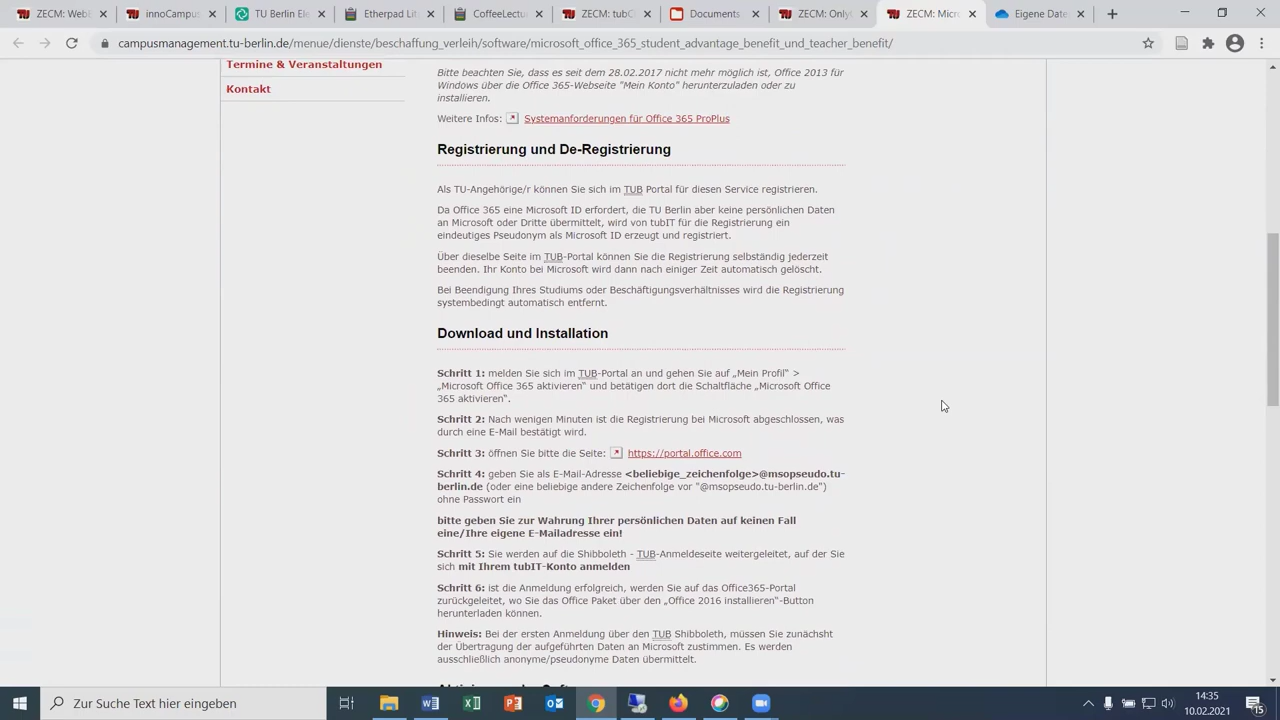 ZECM: WebE
innoCampus
TU Berlin Ele
Etherpad Lit
CoffeeLectu
ZECM: tubG
Documents
ZECM: Onlyl
ZECM: Micro
Eigene Daten
campusmanagement.tu-berlin.de/menue/dienste/beschaffung_verleih/software/microsoft_office_365_student_advantage_benefit_und_teacher_benefit/
Termine & Veranstaltungen
Kontakt
Bitte beachten Sie, dass es seit dem 28.02.2017 nicht mehr möglich ist, Office 2013 für
Windows über die Office 365-Webseite "Mein Konto" herunterzuladen oder zu
installieren.
Weitere Infos: Systemanforderungen für Office 365 ProPlus
Registrierung und De-Registrierung
Als TU-Angehörige/r können Sie sich im TUB Portal für diesen Service registrieren.
Da Office 365 eine Microsoft ID erfordert, die TU Berlin aber keine persönlichen Daten
an Microsoft oder Dritte übermittelt, wird von tubIT für die Registrierung ein
eindeutiges Pseudonym als Microsoft ID erzeugt und registriert.
Über dieselbe Seite im TUB-Portal können Sie die Registrierung selbständig jederzeit
beenden. Ihr Konto bei Microsoft wird dann nach einiger Zeit automatisch gelöscht.
Bei Beendigung Ihres Studiums oder Beschäftigungsverhältnisses wird die Registrierung
systembedingt automatisch entfernt.
Download und Installation
Schritt 1: melden Sie sich im TUB-Portal an und gehen Sie auf „Mein Profil“ >
„Microsoft Office 365 aktivieren“ und betätigen dort die Schaltfläche „Microsoft Office
365 aktivieren“.
Schritt 2: Nach wenigen Minuten ist die Registrierung bei Microsoft abgeschlossen, was
durch eine E-Mail bestätigt wird.
Schritt 3: öffnen Sie bitte die Seite: https://portal.office.com
Schritt 4: geben Sie als E-Mail-Adresse <beliebige_zeichenfolge>@msopseudo.tu-
berlin.de (oder eine beliebige andere Zeichenfolge vor "@msopseudo.tu-berlin.de")
ohne Passwort ein
bitte geben Sie zur Wahrung Ihrer persönlichen Daten auf keinen Fall
eine/Ihre eigene E-Mailadresse ein!
Schritt 5: Sie werden auf die Shibboleth - TUB-Anmeldeseite weitergeleitet, auf der Sie
sich mit Ihrem tubIT-Konto anmelden
Schritt 6: ist die Anmeldung erfolgreich, werden Sie auf das Office365-Portal
zurückgeleitet, wo Sie das Office Paket über den „Office 2016 installieren“-Button
herunterladen können.
Hinweis: Bei der ersten Anmeldung über den TUB Shibboleth, müssen Sie zunächsht
der Übertragung der aufgeführten Daten an Microsoft zustimmen. Es werden
ausschließlich anonyme/pseudonyme Daten übermittelt.
Zur Suche Text hier eingeben
14:35
10.02.2021
15